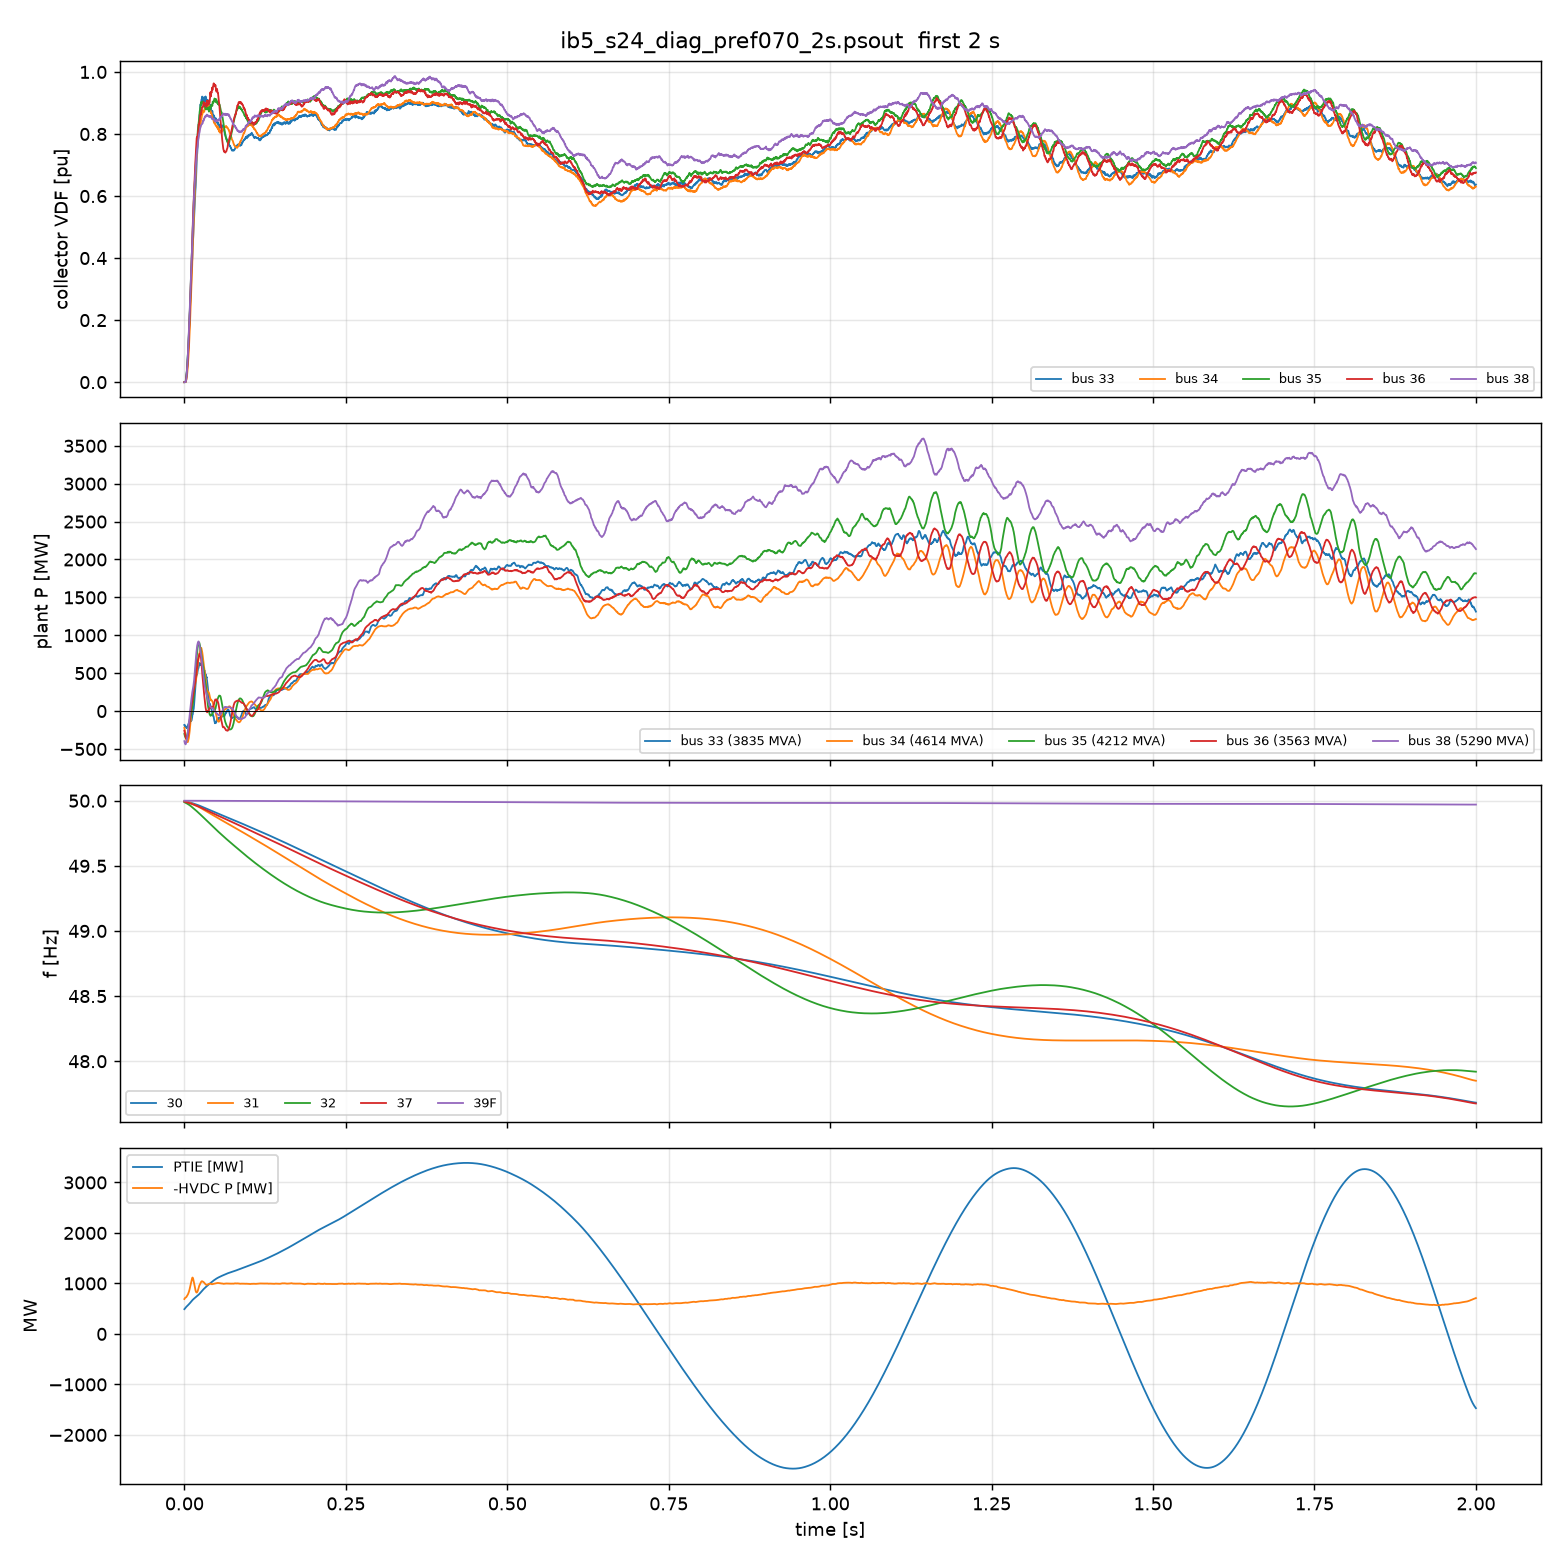 ib5_s24_diag_pref070_2s.psout  first 2 s
collector VDF [pu]
1.0
0.8
0.6
0.4
0.2
0.0
bus 33 bus 34 bus 35 bus 36 bus 38
plant P [MW]
3500
3000
2500
2000
1500
1000
500
0
−500
bus 33 (3835 MVA) bus 34 (4614 MVA) bus 35 (4212 MVA) bus 36 (3563 MVA) bus 38 (5290 MVA)
f [Hz]
50.0
49.5
49.0
48.5
48.0
30 31 32 37 39F
MW
3000
2000
1000
0
−1000
−2000
PTIE [MW]
-HVDC P [MW]
0.00 0.25 0.50 0.75 1.00 1.25 1.50 1.75 2.00
time [s]